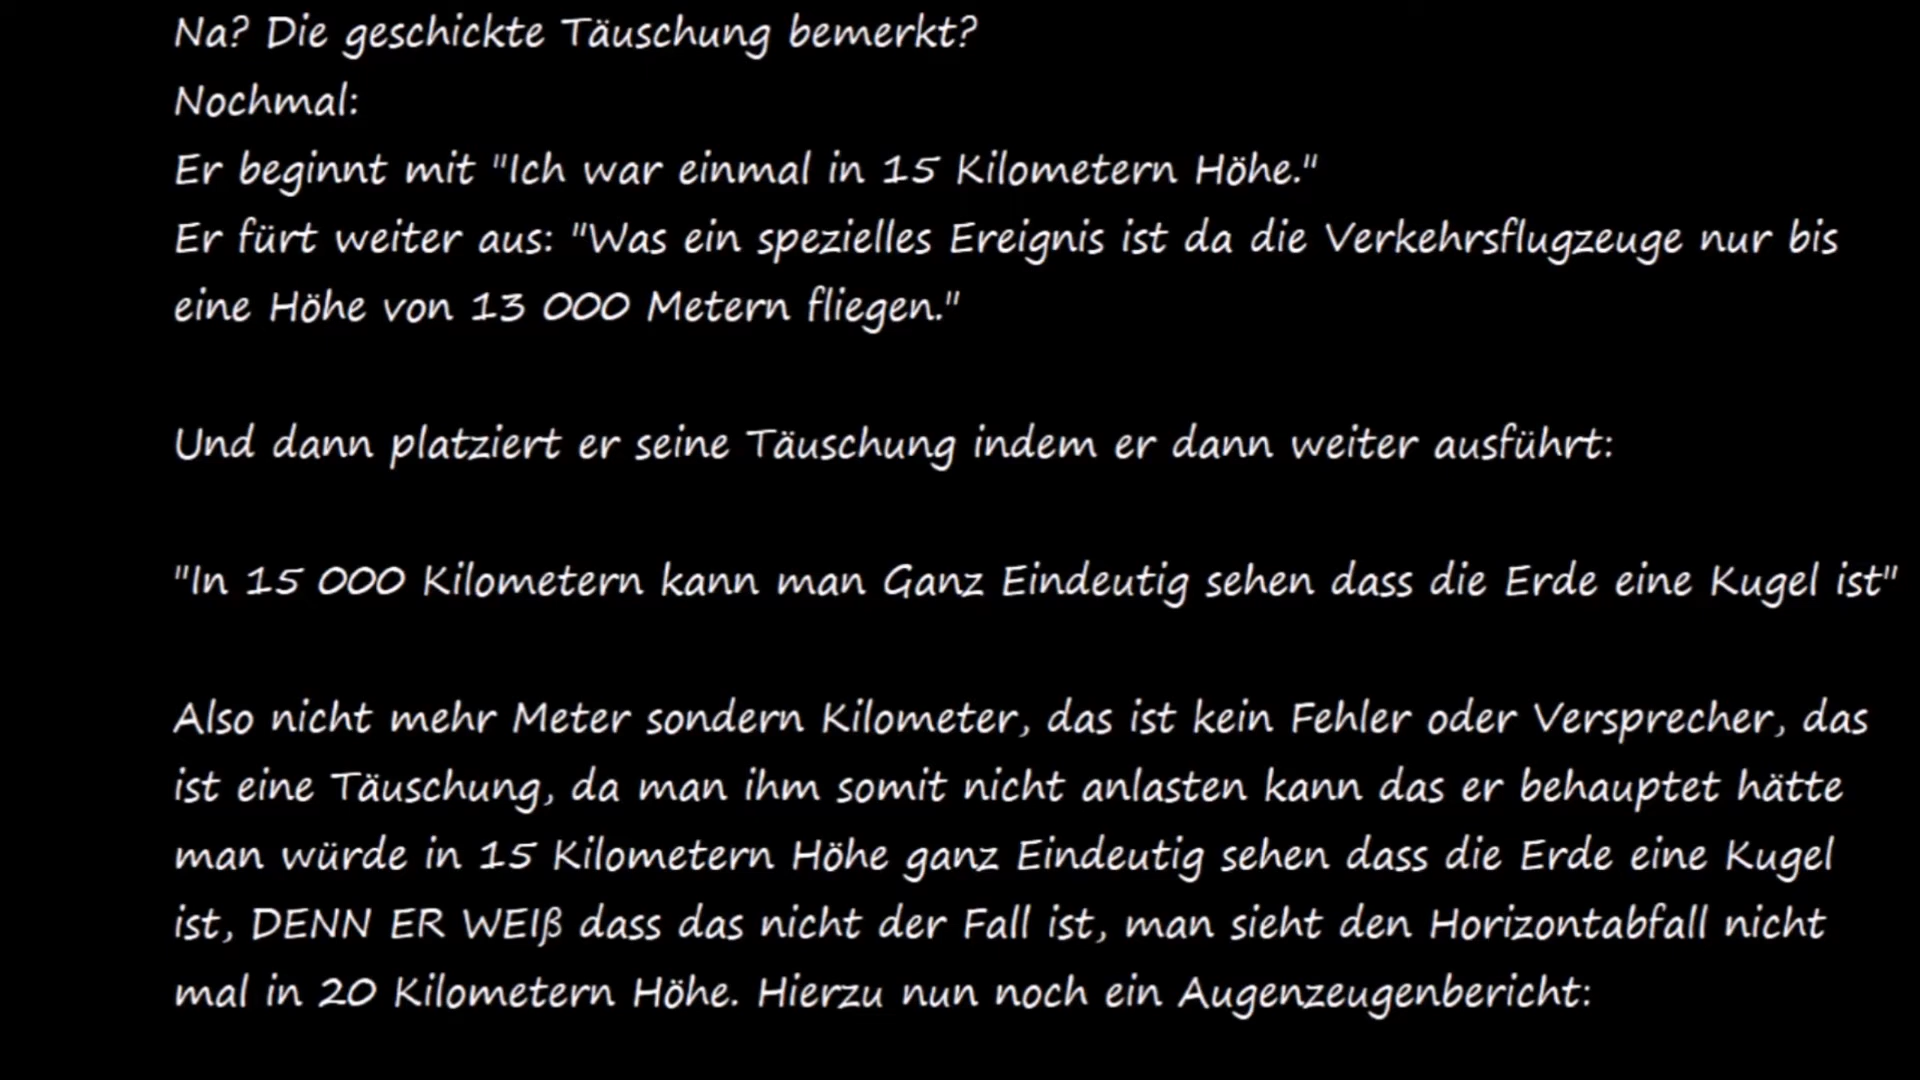 Na? Die geschickte Täuschung bemerkt?
Nochmal:
Er beginnt mit "Ich war einmal in 15 Kilometern Höhe."
Er fürt weiter aus: "Was ein spezielles Ereignis ist da die Verkehrsflugzeuge nur bis
eine Höhe von 13 000 Metern fliegen."
Und dann platziert er seine Täuschung indem er dann weiter ausführt:
"In 15 000 Kilometern kann man Ganz Eindeutig sehen dass die Erde eine Kugel ist"
Also nicht mehr Meter sondern Kilometer, das ist kein Fehler oder Versprecher, das
ist eine Täuschung, da man ihm somit nicht anlasten kann das er behauptet hätte
man würde in 15 Kilometern Höhe ganz Eindeutig sehen dass die Erde eine Kugel
ist, DENN ER WEIß dass das nicht der Fall ist, man sieht den Horizontabfall nicht
mal in 20 Kilometern Höhe. Hierzu nun noch ein Augenzeugenbericht: